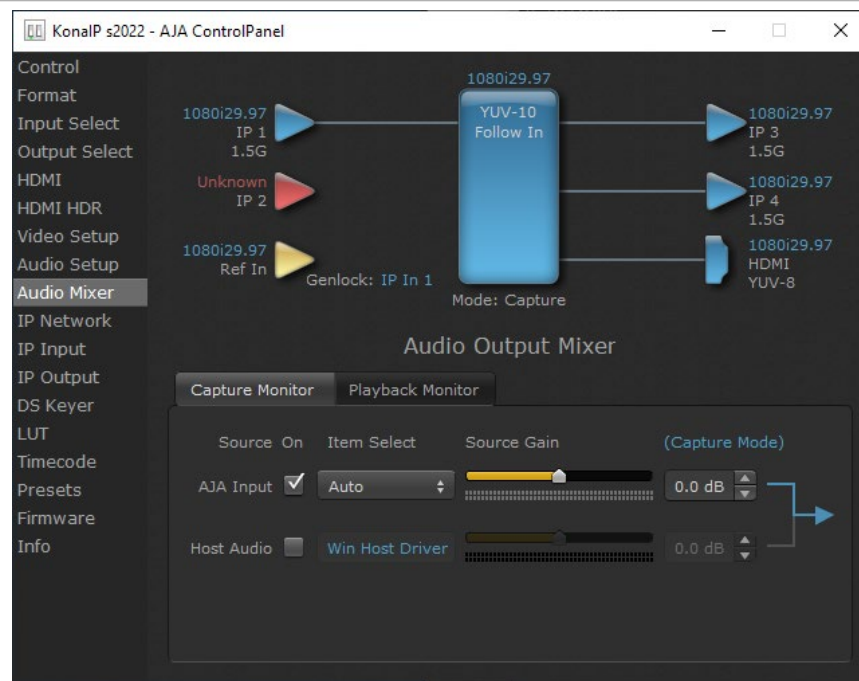 KonaIP s2022 - AJA ControlPanel
Control
Format
Input Select
Output Select
HDMI
HDMI HDR
Video Setup
Audio Setup
Audio Mixer
IP Network
IP Input
IP Output
DS Keyer
LUT
Timecode
Presets
Firmware
Info
1080i29.97
IP 1
1.5G
Unknown
IP 2
1080i29.97
Ref In
Genlock: IP In 1
1080i29.97
YUV-10
Follow In
Mode: Capture
1080i29.97
IP 3
1.5G
1080i29.97
IP 4
1.5G
1080i29.97
HDMI
YUV-8
Audio Output Mixer
Capture Monitor Playback Monitor
Source On Item Select Source Gain (Capture Mode)
AJA Input Auto 0.0 dB
Host Audio Win Host Driver 0.0 dB